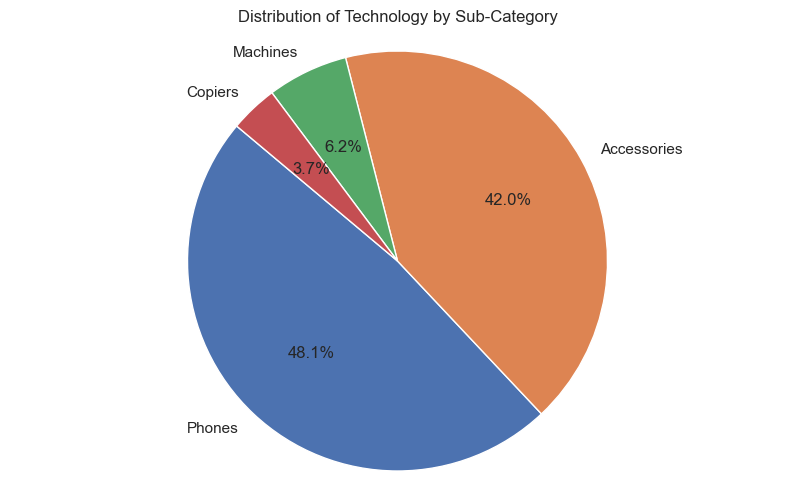 Distribution of Technology by Sub-Category
Machines
Copiers
Accessories
6.2%
3.7%
42.0%
48.1%
Phones